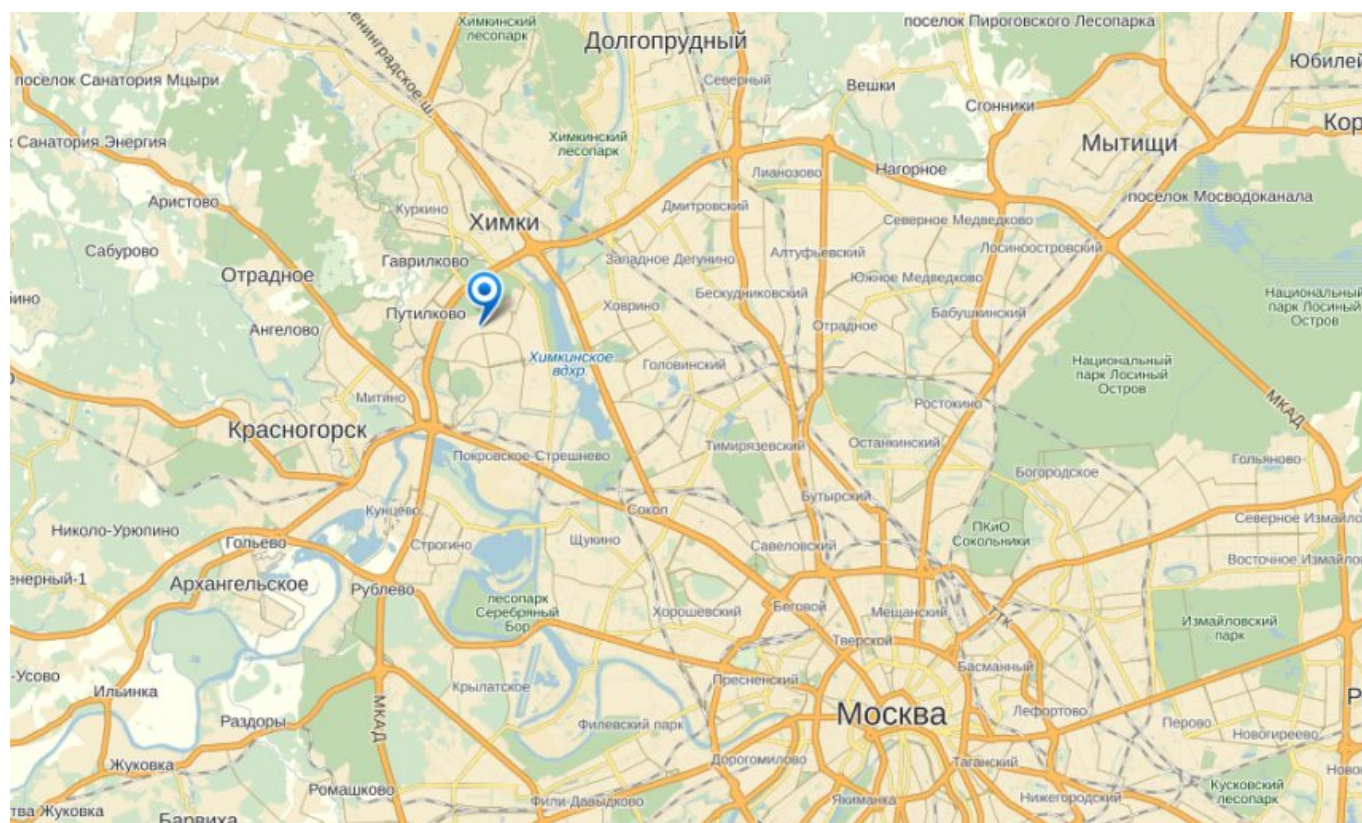 Химкинский
лесопарк
поселок Пироговского Лесопарка
Долгопрудный
Юбилей
Ленинградское ш.
поселок Санатория Мцыри
Северный
Вешки
Сгонники
Кор
Санатория Энергия
Химкинский
лесопарк
Мытищи
Лианозово
Нагорное
Аристово
поселок Мосводоканала
Куркино
Химки
Дмитровский
Северное Медведково
Сабурово
Алтуфьевский
Лосиноостровский
Гаврилково
Западное Дегунино
Отрадное
Южное Медведково
Бескудниковский
Национальный
парк Лосиный
Остров
Путилково
Ховрино
Бабушкинский
Ангелово
Отрадное
Химкинское
вдхр.
Головинский
Национальный
парк Лосиный
Остров
Митино
Ростокино
МКАД
Красногорск
Тимирязевский
Останкинский
Покровское-Стрешнево
Гольяново
Богородское
Бутырский
Кунцево
Сокол
Северное Измайло
Николо-Урюпино
ПКиО
Сокольники
Гольево
Строгино
Щукино
Савеловский
Восточное Измайло
енерный-1
Архангельское
Рублево
лесопарк
Серебряный
Бор
Хорошевский
Беговой
Мещанский
ТТК
Измайловский
парк
Тверской
Басманный
-Усово
Пресненский
Ильинка
Крылатское
МКАД
Раздоры
Филевский парк
Москва
Лефортово
Перово
Р
Новогиреево
Жуковка
Дорогомилово
Таганский
Новок
Ромашково
Кусковский
лесопарк
Фили-Давыдково
Якиманка
Нижегородский
тва Жуковка
Барвиха